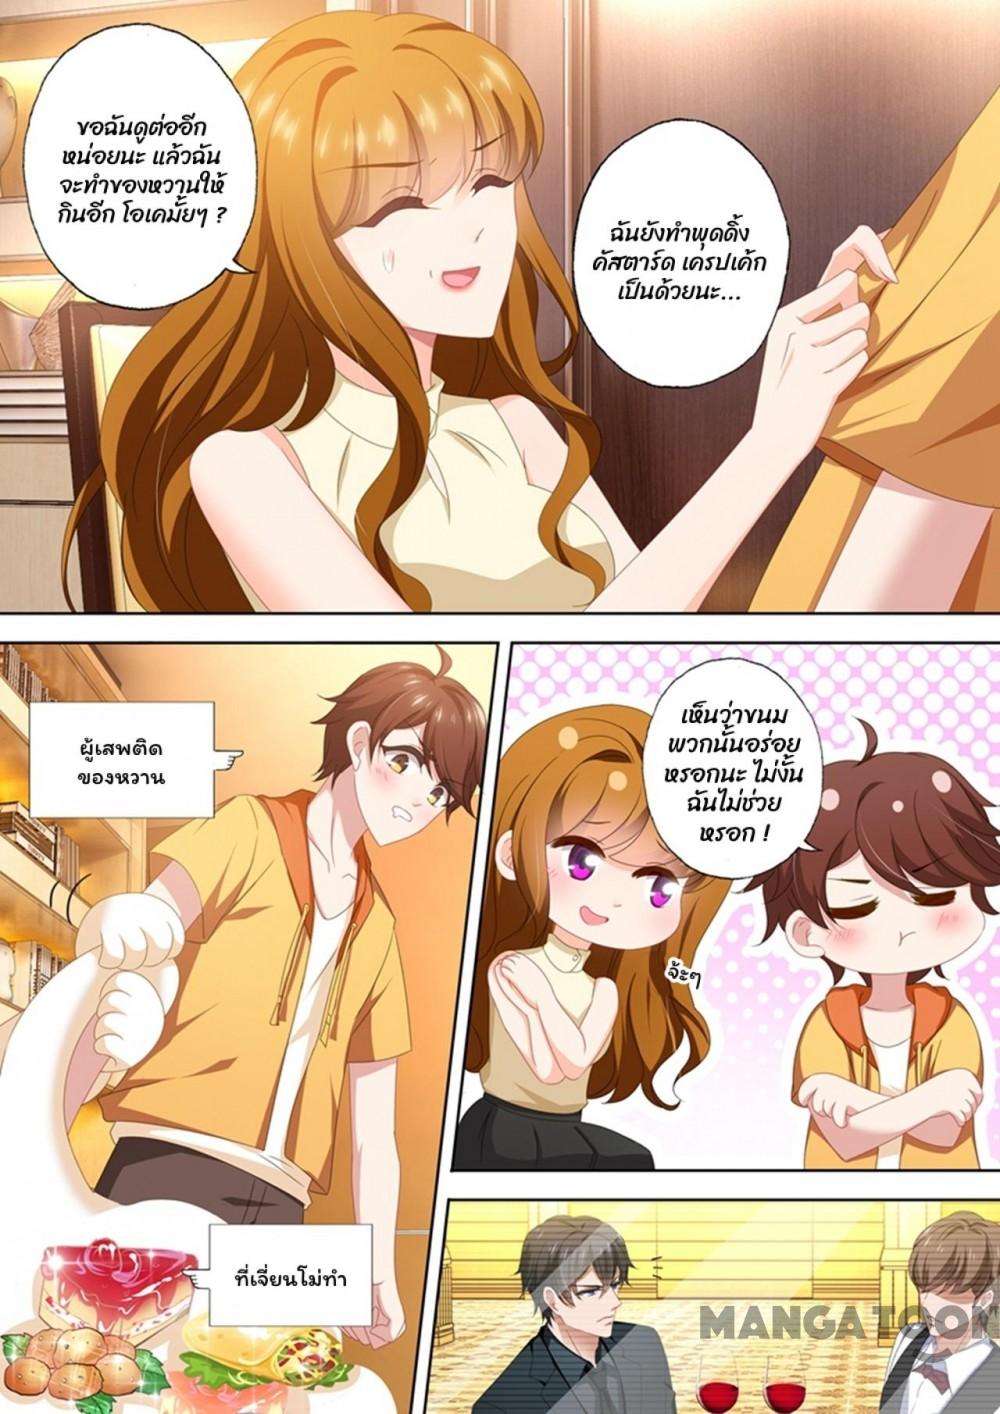 ขอฉันดูต่ออีก
หน่อยนะ แล้วฉัน
จะทำของหวานให้
กินอีก โอเคมั้ยๆ ?
ฉันยังทำพุดดิ้ง
คัสตาร์ด เครปเค้ก
เป็นด้วยนะ...
ผู้เสพติด
ของหวาน
เห็นว่าขนม
พวกนั้นอร่อย
หรอกนะ ไม่งั้น
ฉันไม่ช่วย
หรอก !
จ้ะๆ
ที่เจี่ยนโม่ทำ
MANGATOON